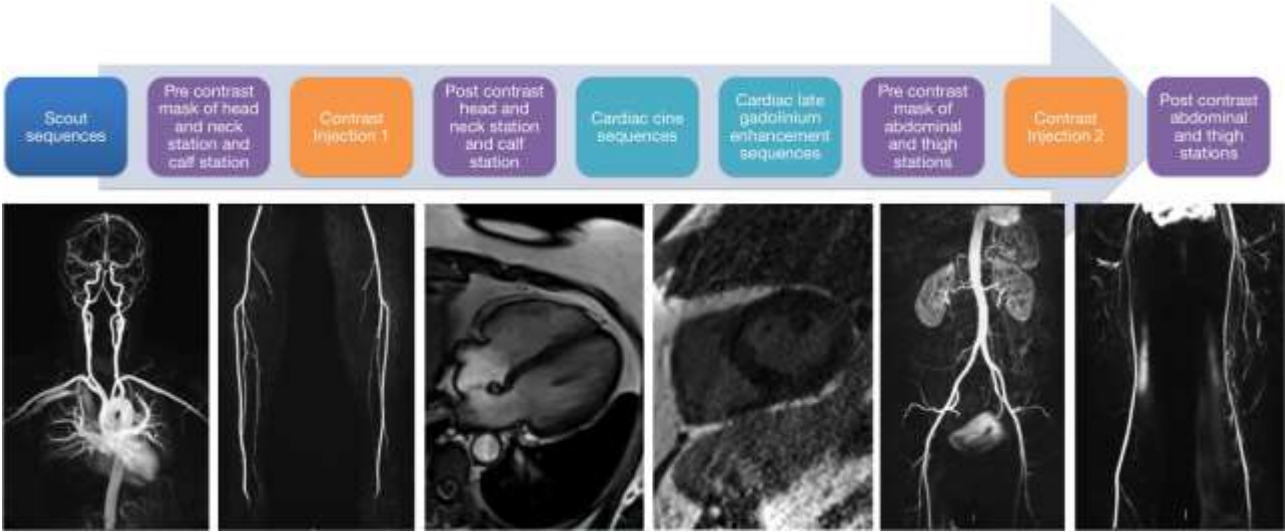 Scout
sequences
Pre contrast
mask of head
and neck
station and
calf station
Contrast
Injection 1
Post contrast
head and
neck station
and calf
station
Cardiac cine
sequences
Cardiac late
gadolinium
enhancement
sequences
Pre contrast
mask of
abdominal
and thigh
stations
Contrast
Injection 2
Post contrast
abdominal
and thigh
stations